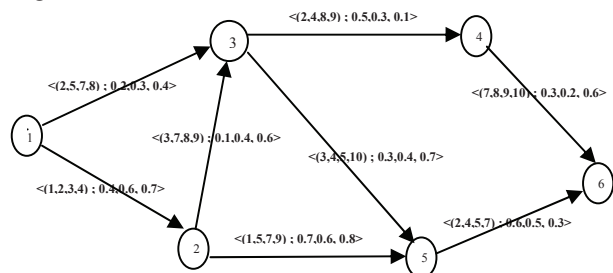 <(2,4,8,9) ; 0.5,0.3, 0.1>
3
4
<(2,5,7,8) ; 0.2,0.3, 0.4>
<(7,8,9,10) ; 0.3,0.2, 0.6>
1
<(3,7,8,9) ; 0.1,0.4, 0.6>
<(3,4,5,10) ; 0.3,0.4, 0.7>
<(1,2,3,4) ; 0.4,0.6, 0.7>
6
<(2,4,5,7) ; 0.6,0.5, 0.3>
<(1,5,7,9) ; 0.7,0.6, 0.8>
2
5